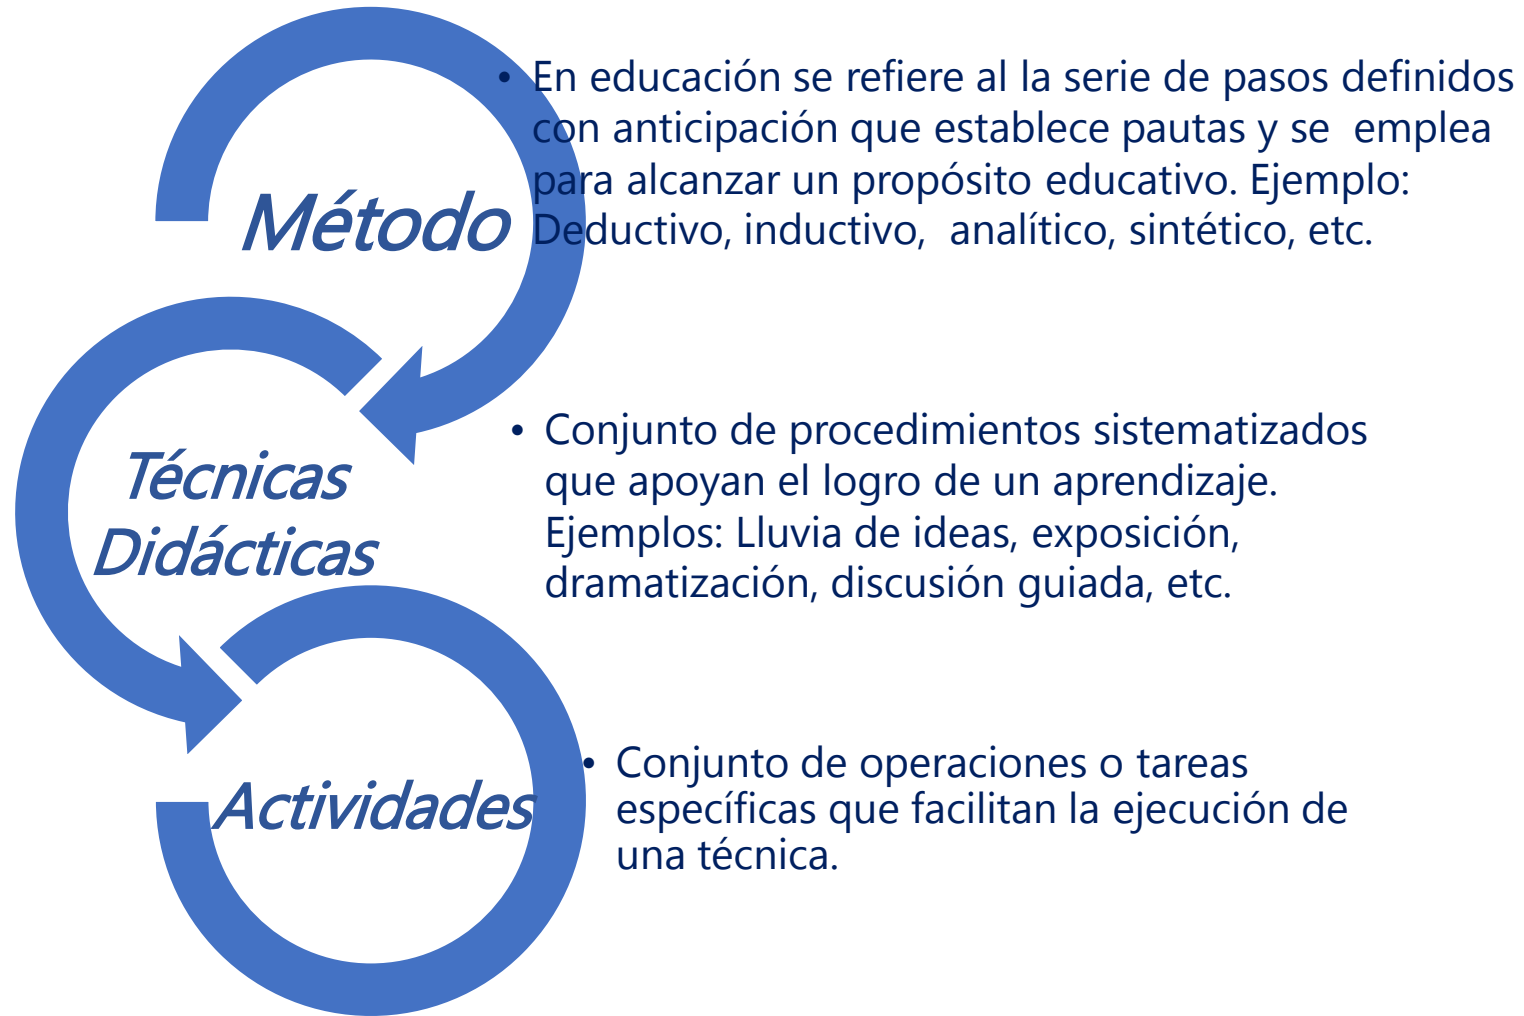 Método
• En educación se refiere al la serie de pasos definidos
con anticipación que establece pautas y se emplea
para alcanzar un propósito educativo. Ejemplo:
Deductivo, inductivo, analítico, sintético, etc.
Técnicas
Didácticas
• Conjunto de procedimientos sistematizados
que apoyan el logro de un aprendizaje.
Ejemplos: Lluvia de ideas, exposición,
dramatización, discusión guiada, etc.
Actividades
• Conjunto de operaciones o tareas
específicas que facilitan la ejecución de
una técnica.